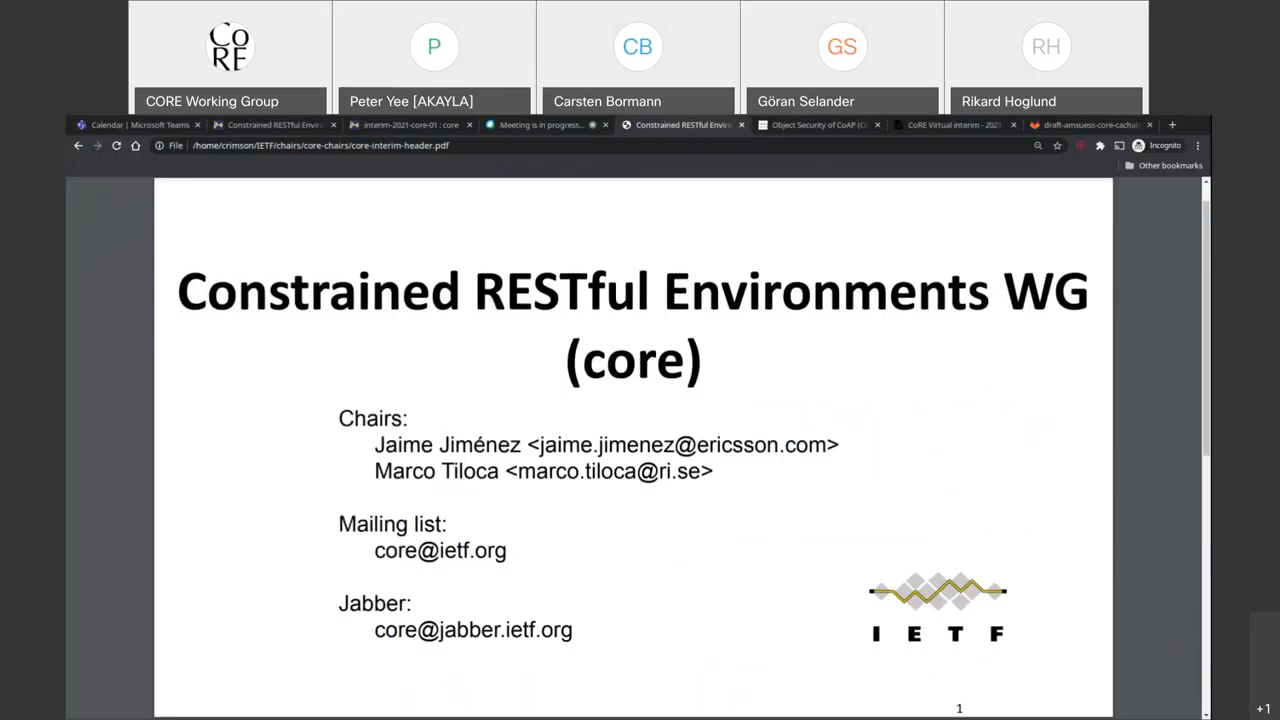 CORE
P
CB
GS
RH
CORE Working Group
Peter Yee [AKAYLA]
Carsten Bormann
Göran Selander
Rikard Hoglund
Calendar | Microsoft Teams
Constrained RESTful Envi
interim-2021-core-01 : core
Meeting is in progress...
Constrained RESTful Envir
Object Security of CoAP (O
CoRE Virtual interim - 2021
draft-amsuess-core-cachab
File
/home/crimson/IETF/chairs/core-chairs/core-interim-header.pdf
Incognito
Other bookmarks
Constrained RESTful Environments WG
(core)
Chairs:
Jaime Jiménez <jaime.jimenez@ericsson.com>
Marco Tiloca <marco.tiloca@ri.se>
Mailing list:
core@ietf.org
Jabber:
core@jabber.ietf.org
I E T F
1
+1